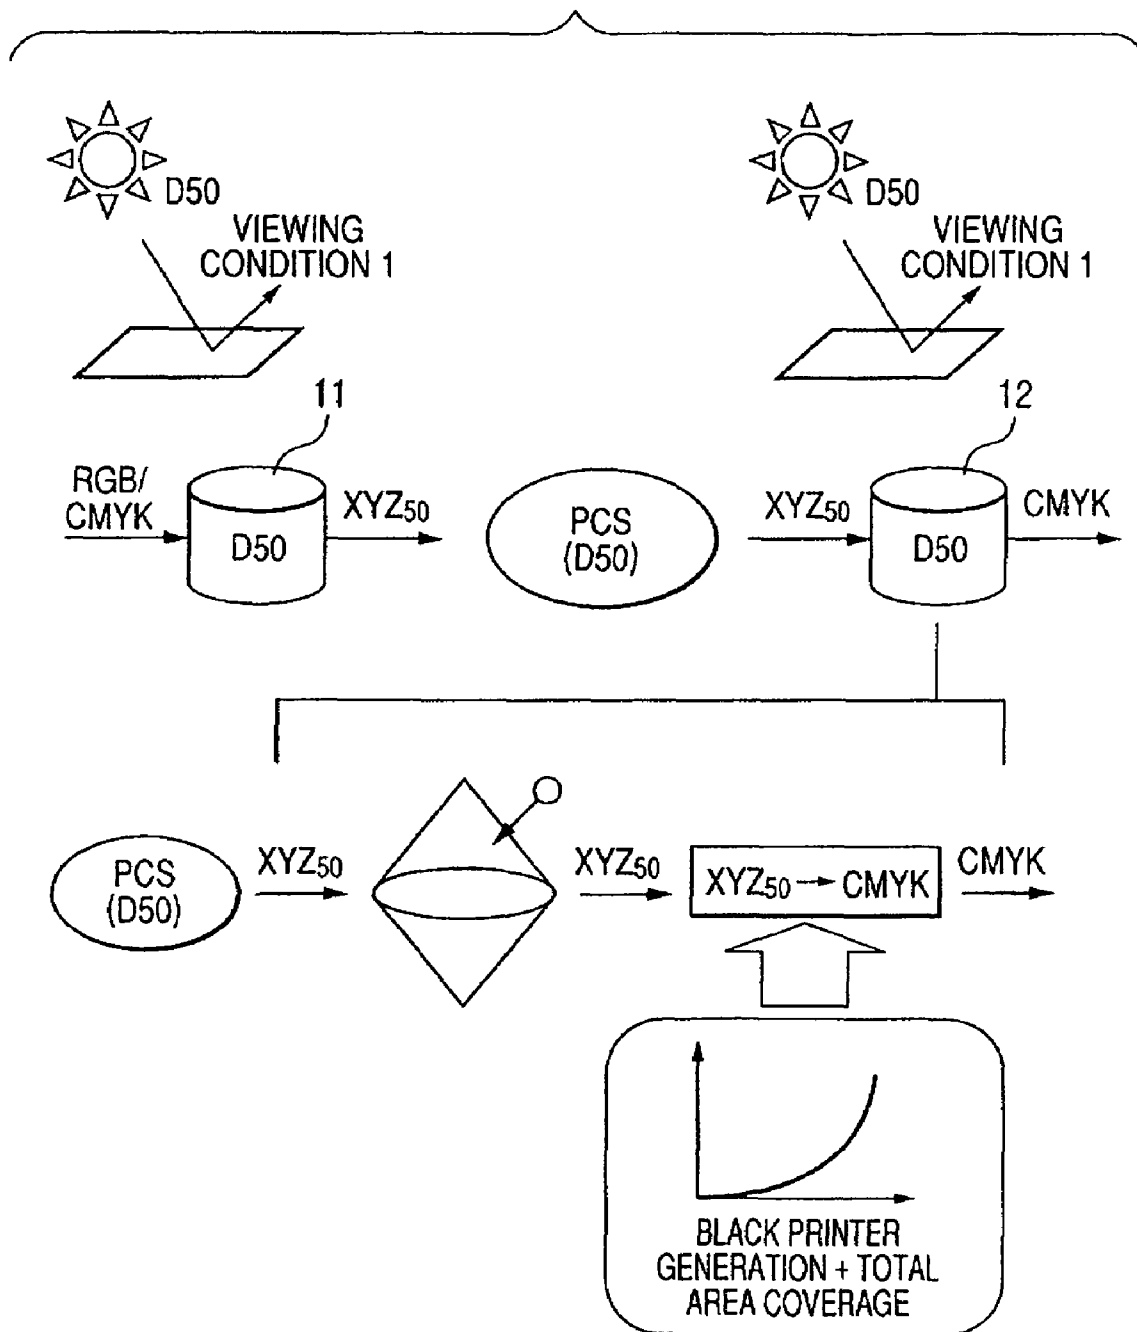 D50
VIEWING
CONDITION 1
D50
VIEWING
CONDITION 1
11
12
RGB/
CMYK
D50
XYZ50
PCS
(D50)
XYZ50
D50
CMYK
PCS
(D50)
XYZ50
XYZ50
XYZ50 → CMYK
CMYK
BLACK PRINTER
GENERATION + TOTAL
AREA COVERAGE